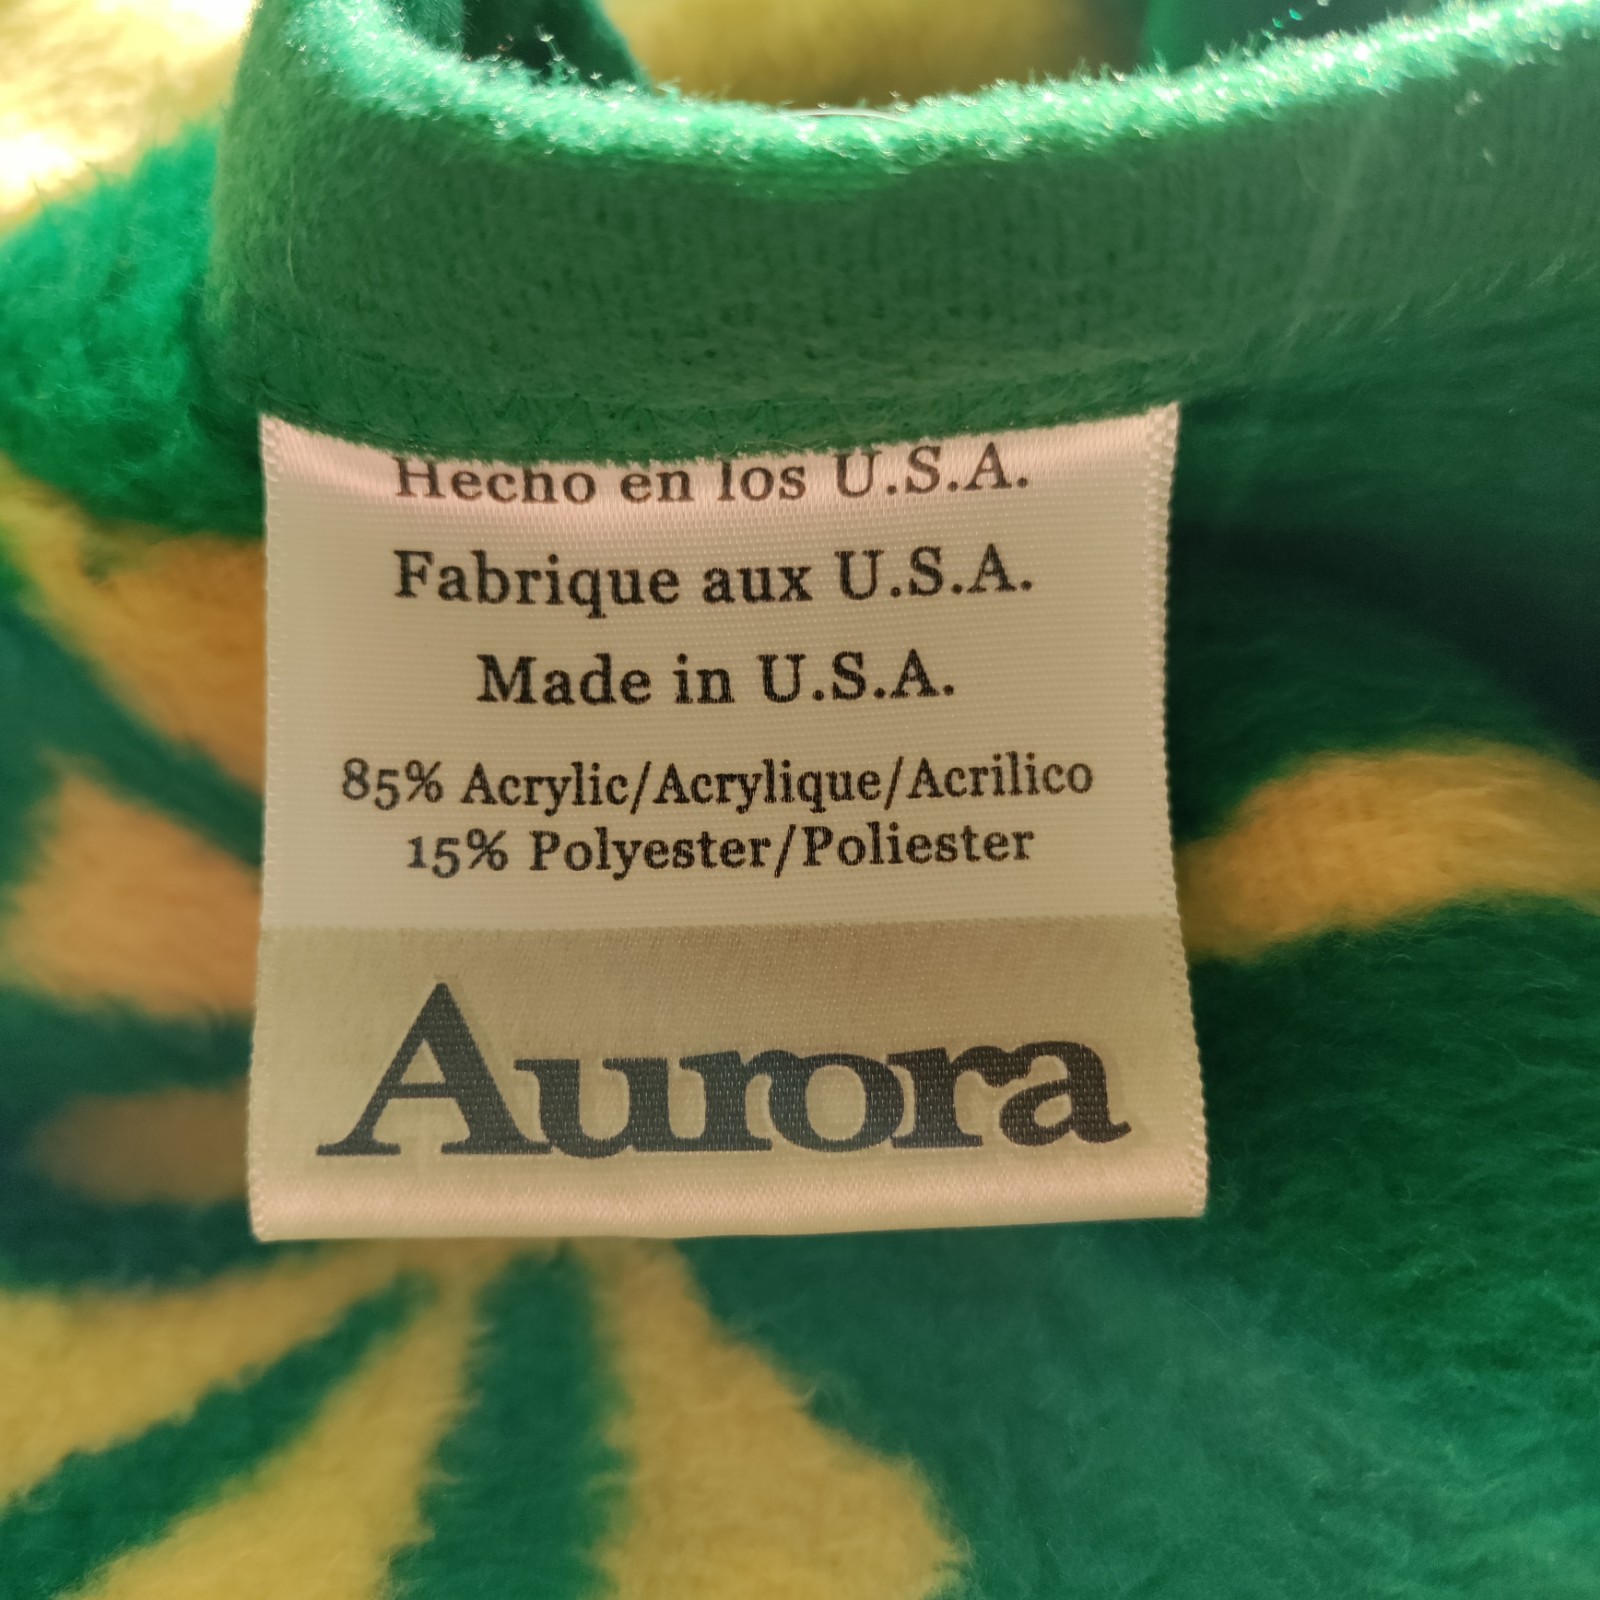 Hecho en los U.S.A.
Fabrique aux U.S.A.
Made in U.S.A.
85% Acrylic/Acrylique/Acrilico
15% Polyester/Poliester
Aurora